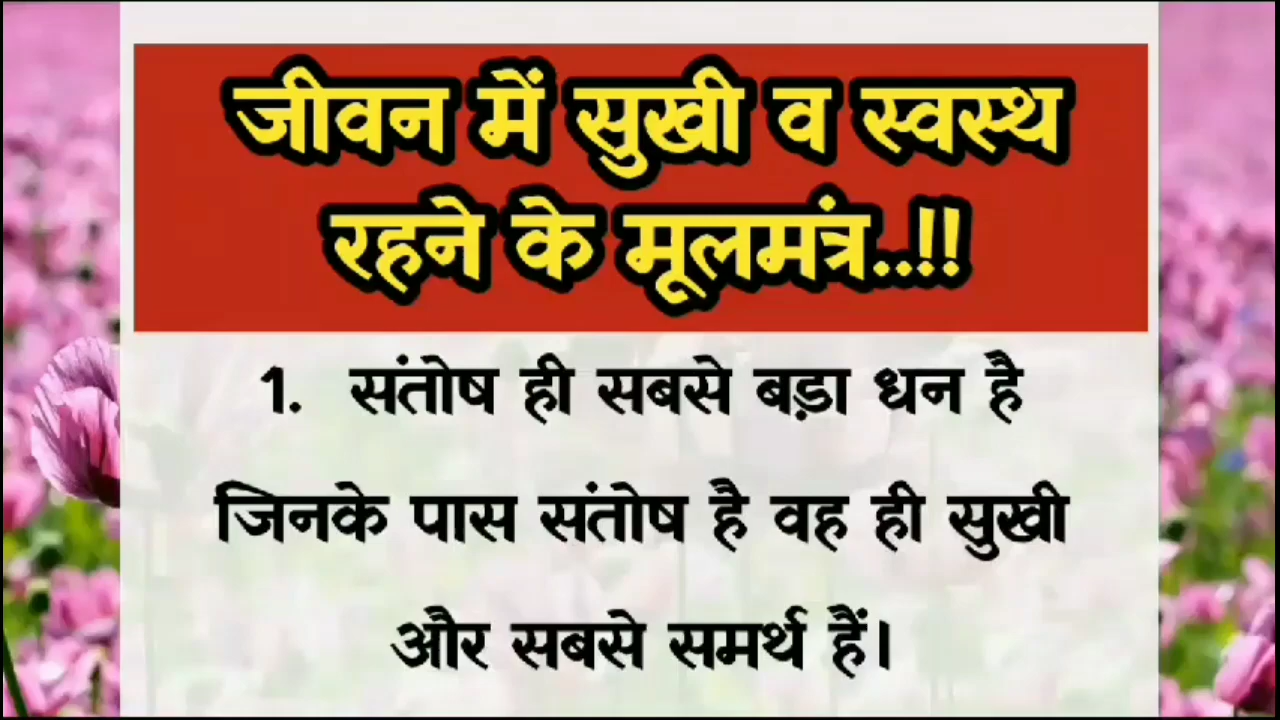 जीवन में सुखी व स्वस्थ
रहने के मूलमंत्र..!!
1. संतोष ही सबसे बड़ा धन है
जिनके पास संतोष है वह ही सुखी
और सबसे समर्थ हैं।